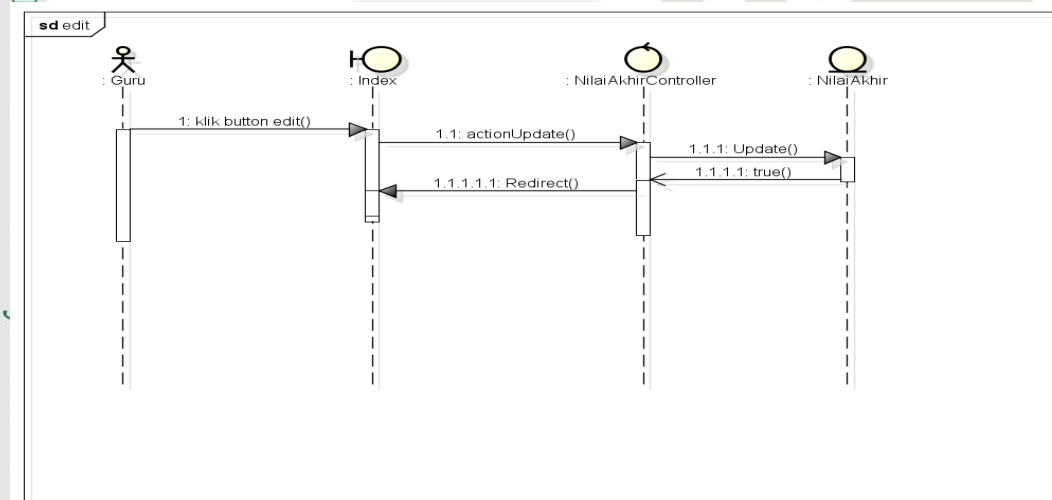 sd edit
: Guru
: Index
: NilaiAkhirController
: NilaiAkhir
1: klik button edit()
1.1: actionUpdate()
1.1.1: Update()
1.1.1.1: true()
1.1.1.1.1: Redirect()